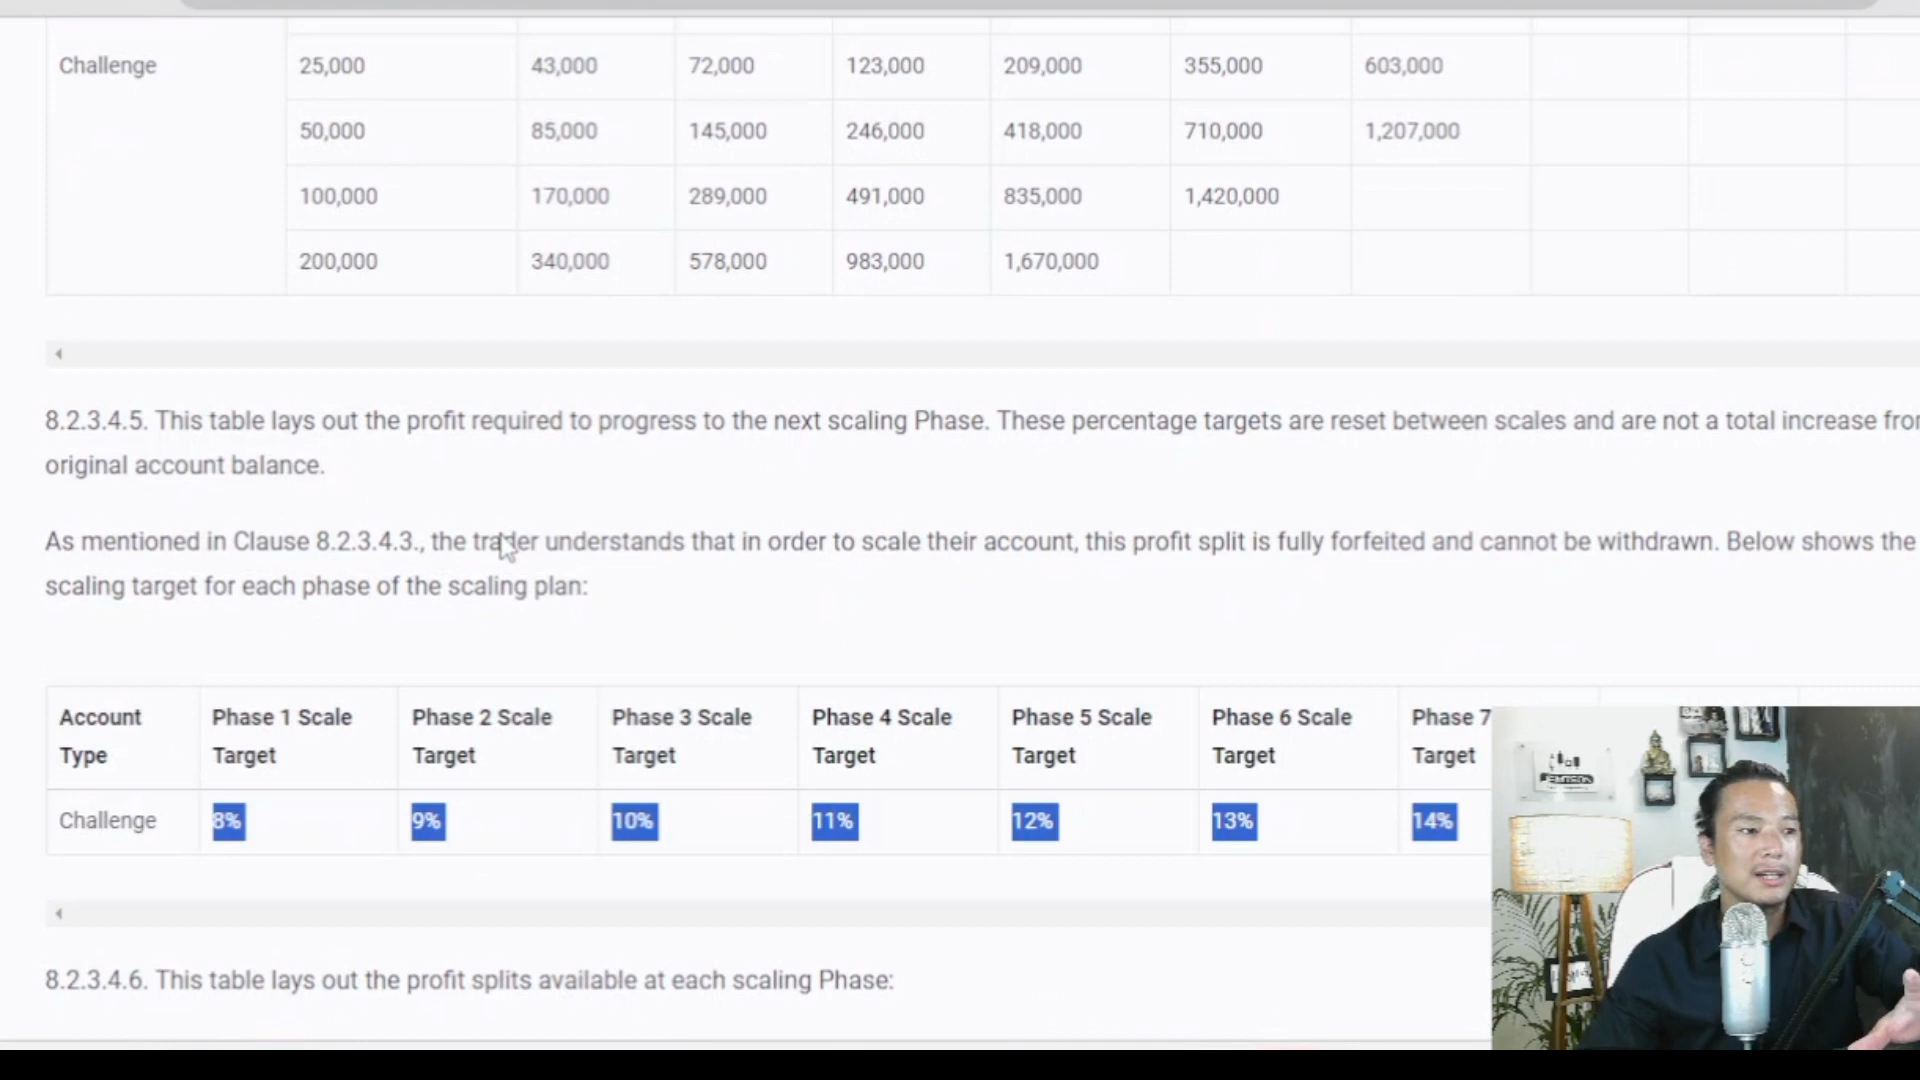 Challenge 25,000 43,000 72,000 123,000 209,000 355,000 603,000
50,000 85,000 145,000 246,000 418,000 710,000 1,207,000
100,000 170,000 289,000 491,000 835,000 1,420,000
200,000 340,000 578,000 983,000 1,670,000
8.2.3.4.5. This table lays out the profit required to progress to the next scaling Phase. These percentage targets are reset between scales and are not a total increase
original account balance.
As mentioned in Clause 8.2.3.4.3., the trader understands that in order to scale their account, this profit split is fully forfeited and cannot be withdrawn. Below shows the
scaling target for each phase of the scaling plan:
Account Phase 1 Scale Phase 2 Scale Phase 3 Scale Phase 4 Scale Phase 5 Scale Phase 6 Scale Phase 7
Type Target Target Target Target Target Target Target
Challenge 8% 9% 10% 11% 12% 13% 14%
8.2.3.4.6. This table lays out the profit splits available at each scaling Phase: